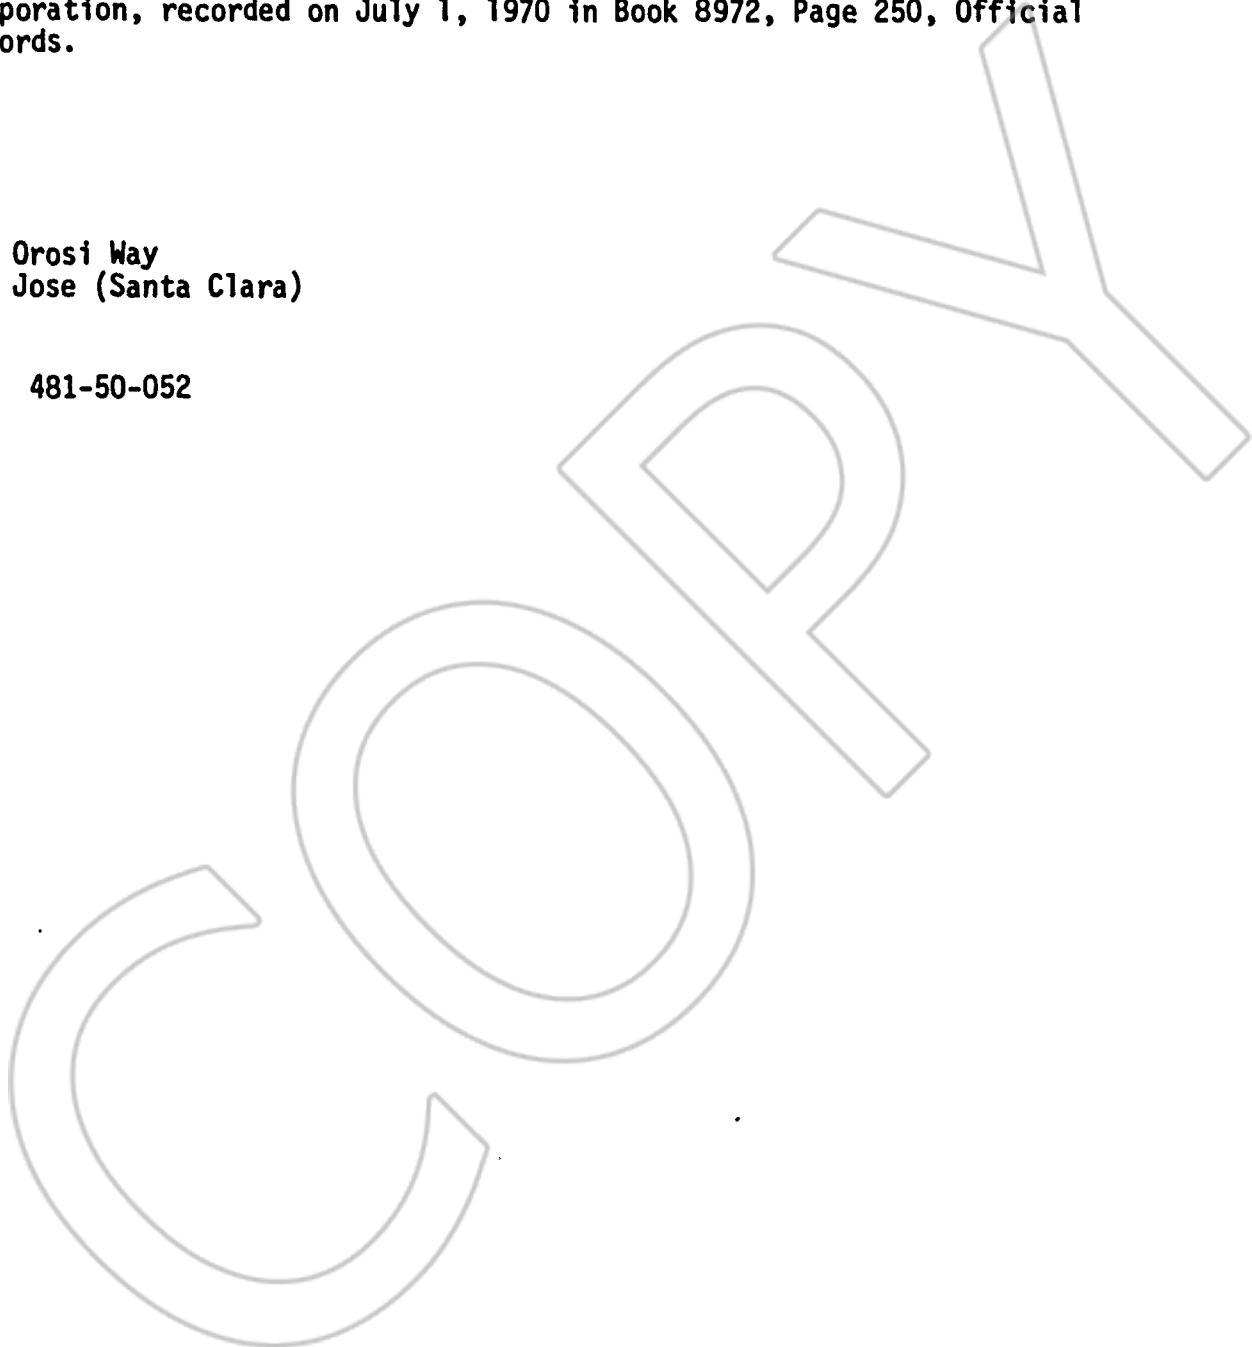 poration, recorded on July 1, 1970 in Book 8972, Page 250, Official
ords.
Orosi Way
Jose (Santa Clara)
481-50-052
COPY